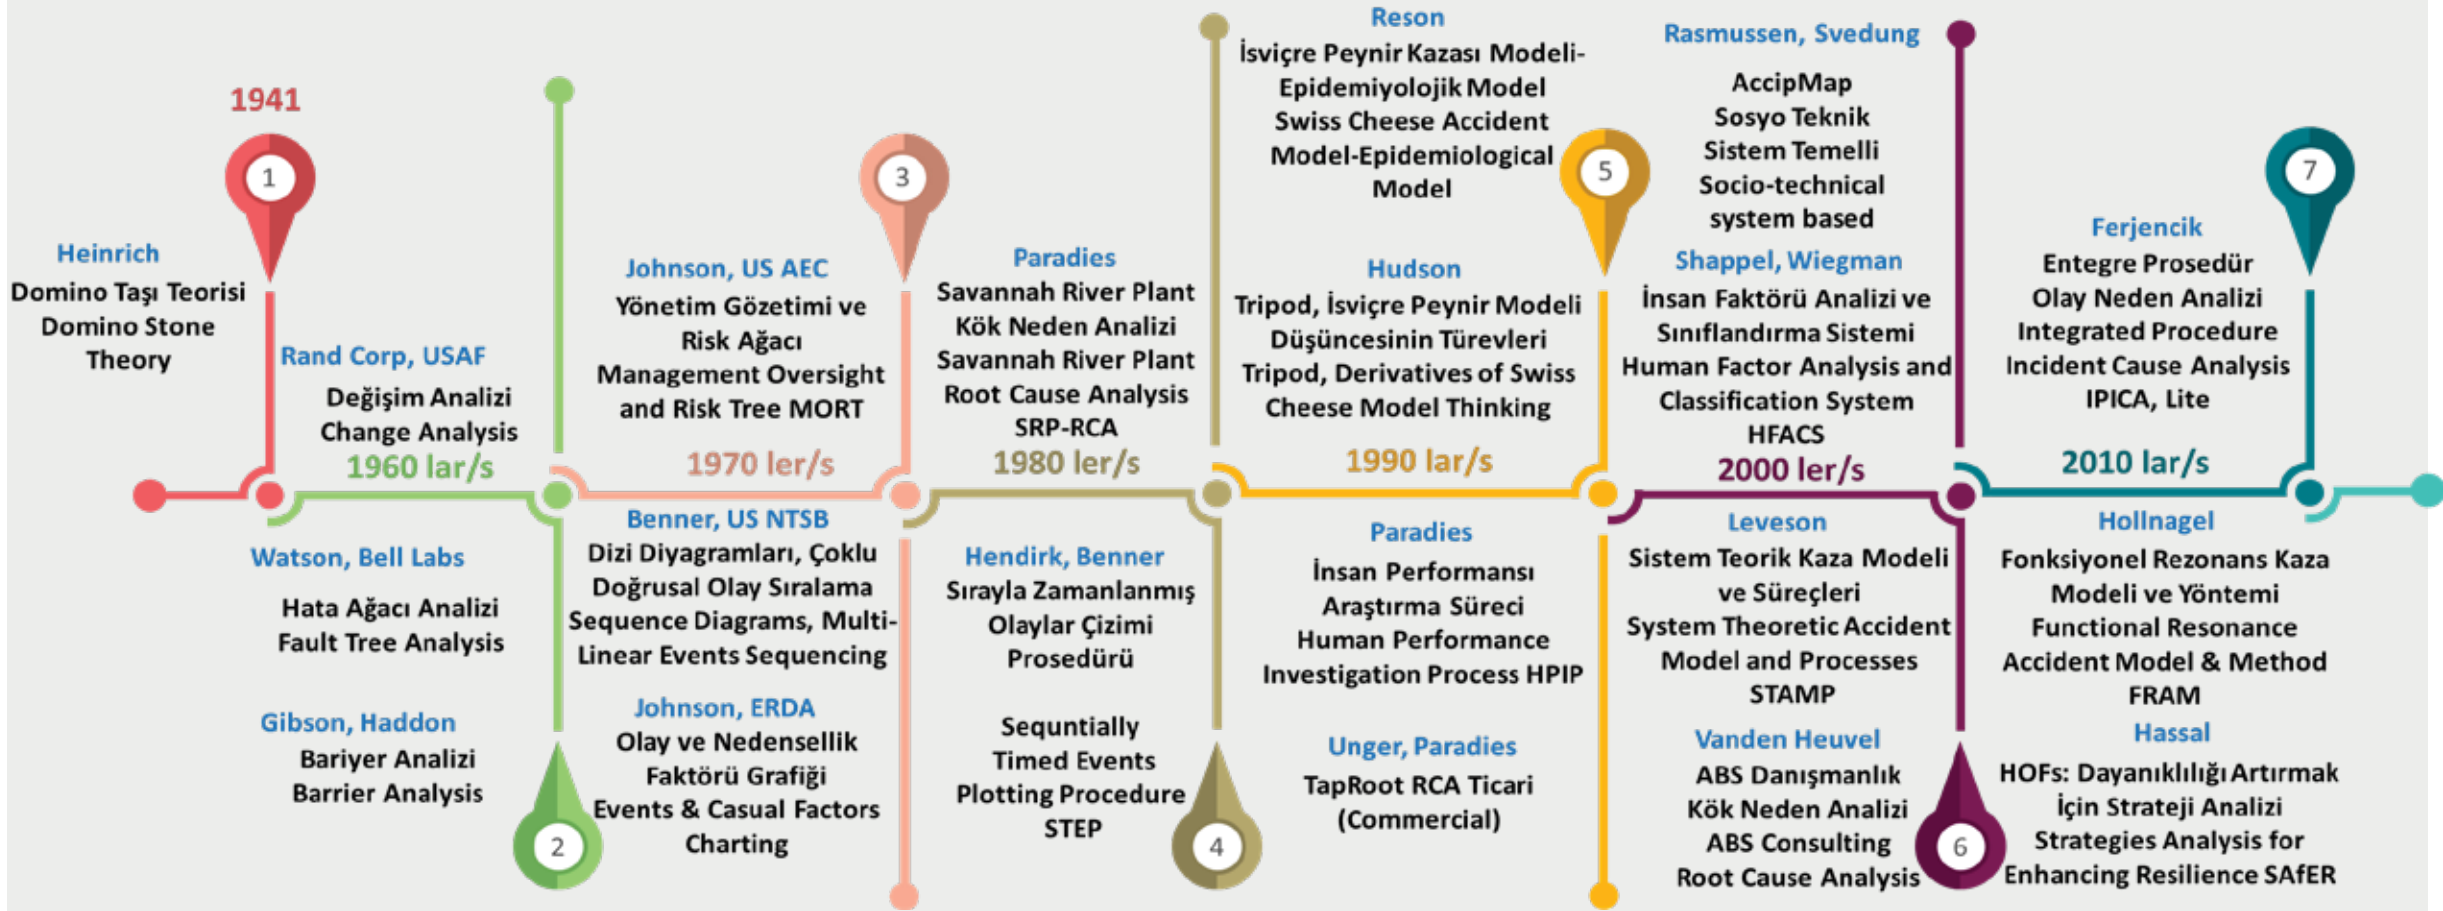 1941
1
Heinrich
Domino Taşı Teorisi
Domino Stone
Theory
Rand Corp, USAF
Değişim Analizi
Change Analysis
1960 lar/s
Watson, Bell Labs
Hata Ağacı Analizi
Fault Tree Analysis
Gibson, Haddon
Bariyer Analizi
Barrier Analysis
2
3
Johnson, US AEC
Yönetim Gözetimi ve
Risk Ağacı
Management Oversight
and Risk Tree MORT
1970 ler/s
Benner, US NTSB
Dizi Diyagramları, Çoklu
Doğrusal Olay Sıralama
Sequence Diagrams, Multi-
Linear Events Sequencing
Johnson, ERDA
Olay ve Nedensellik
Faktörü Grafiği
Events & Casual Factors
Charting
Paradies
Savannah River Plant
Kök Neden Analizi
Savannah River Plant
Root Cause Analysis
SRP-RCA
1980 ler/s
Hendirk, Benner
Sırayla Zamanlanmış
Olaylar Çizimi
Prosedürü
Sequntially
Timed Events
Plotting Procedure
STEP
4
Reson
İsviçre Peynir Kazası Modeli-
Epidemiyolojik Model
Swiss Cheese Accident
Model-Epidemiological
Model
5
Hudson
Tripod, İsviçre Peynir Modeli
Düşüncesinin Türevleri
Tripod, Derivatives of Swiss
Cheese Model Thinking
1990 lar/s
Paradies
İnsan Performansı
Araştırma Süreci
Human Performance
Investigation Process HPIP
Unger, Paradies
TapRoot RCA Ticari
(Commercial)
Rasmussen, Svedung
AccipMap
Sosyo Teknik
Sistem Temelli
Socio-technical
system based
Shappel, Wiegman
İnsan Faktörü Analizi ve
Sınıflandırma Sistemi
Human Factor Analysis and
Classification System
HFACS
2000 ler/s
Leveson
Sistem Teorik Kaza Modeli
ve Süreçleri
System Theoretic Accident
Model and Processes
STAMP
Vanden Heuvel
ABS Danışmanlık
Kök Neden Analizi
ABS Consulting
Root Cause Analysis
6
7
Ferjencik
Entegre Prosedür
Olay Neden Analizi
Integrated Procedure
Incident Cause Analysis
IPICA, Lite
2010 lar/s
Hollnagel
Fonksiyonel Rezonans Kaza
Modeli ve Yöntemi
Functional Resonance
Accident Model & Method
FRAM
Hassal
HOFs: Dayanıklılığı Artırmak
İçin Strateji Analizi
Strategies Analysis for
Enhancing Resilience SAfER